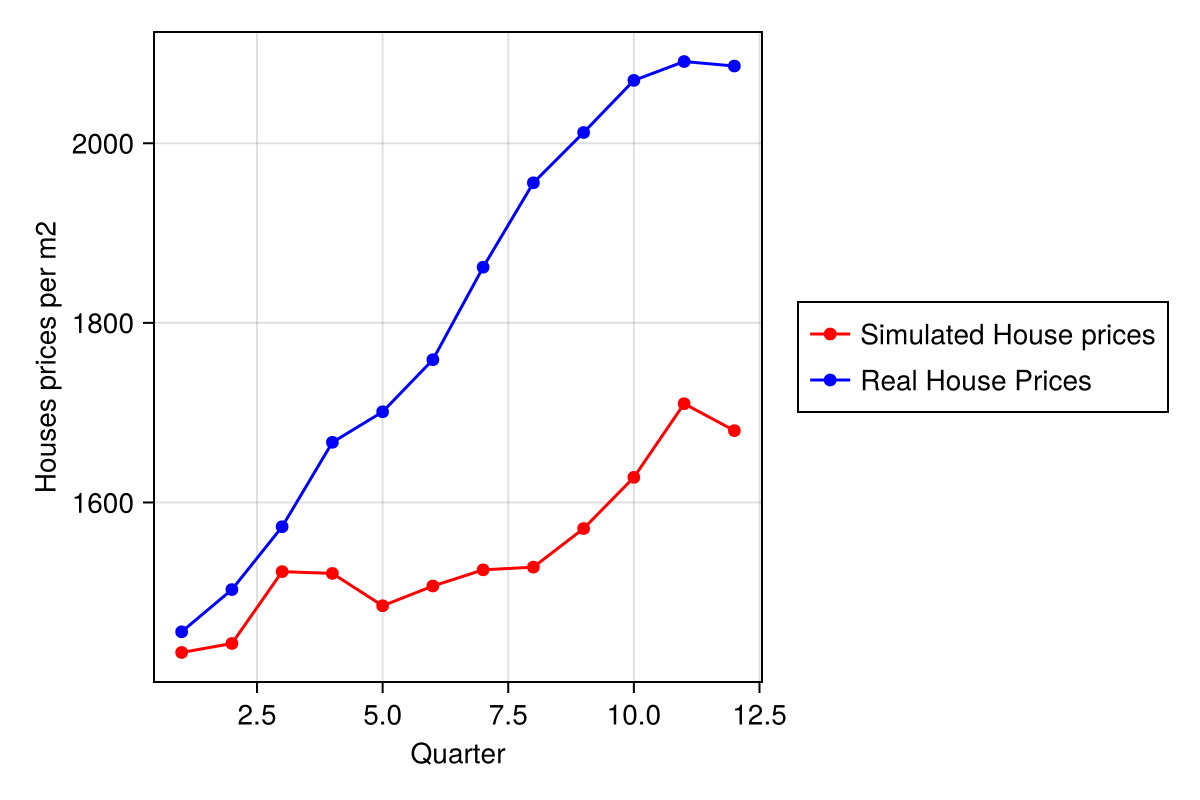 2000
1800
1600
Houses prices per m2
2.5 5.0 7.5 10.0 12.5
Quarter
Simulated House prices
Real House Prices